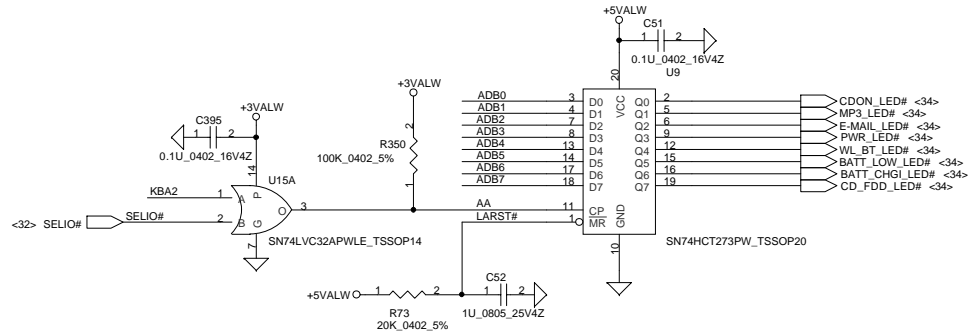 +5VALW
C51
1 2
0.1U_0402_16V4Z
U9
+3VALW
+3VALW
C395
1 2
0.1U_0402_16V4Z
14
U15A
KBA2 1 A P
O 3
<32> SELIO# SELIO# 2 B G
7
SN74LVC32APWLE_TSSOP14
2
R350
100K_0402_5%
1
20
VCC
ADB0 3 D0 Q0 2 CDON_LED# <34>
ADB1 4 D1 Q1 5 MP3_LED# <34>
ADB2 7 D2 Q2 6 E-MAIL_LED# <34>
ADB3 8 D3 Q3 9 PWR_LED# <34>
ADB4 13 D4 Q4 12 WL_BT_LED# <34>
ADB5 14 D5 Q5 15 BATT_LOW_LED# <34>
ADB6 17 D6 Q6 16 BATT_CHGI_LED# <34>
ADB7 18 D7 Q7 19 CD_FDD_LED# <34>
AA 11 CP
LARST# 1 MR
GND
10
SN74HCT273PW_TSSOP20
+5VALW 1 2
R73
20K_0402_5%
C52
1 2
1U_0805_25V4Z